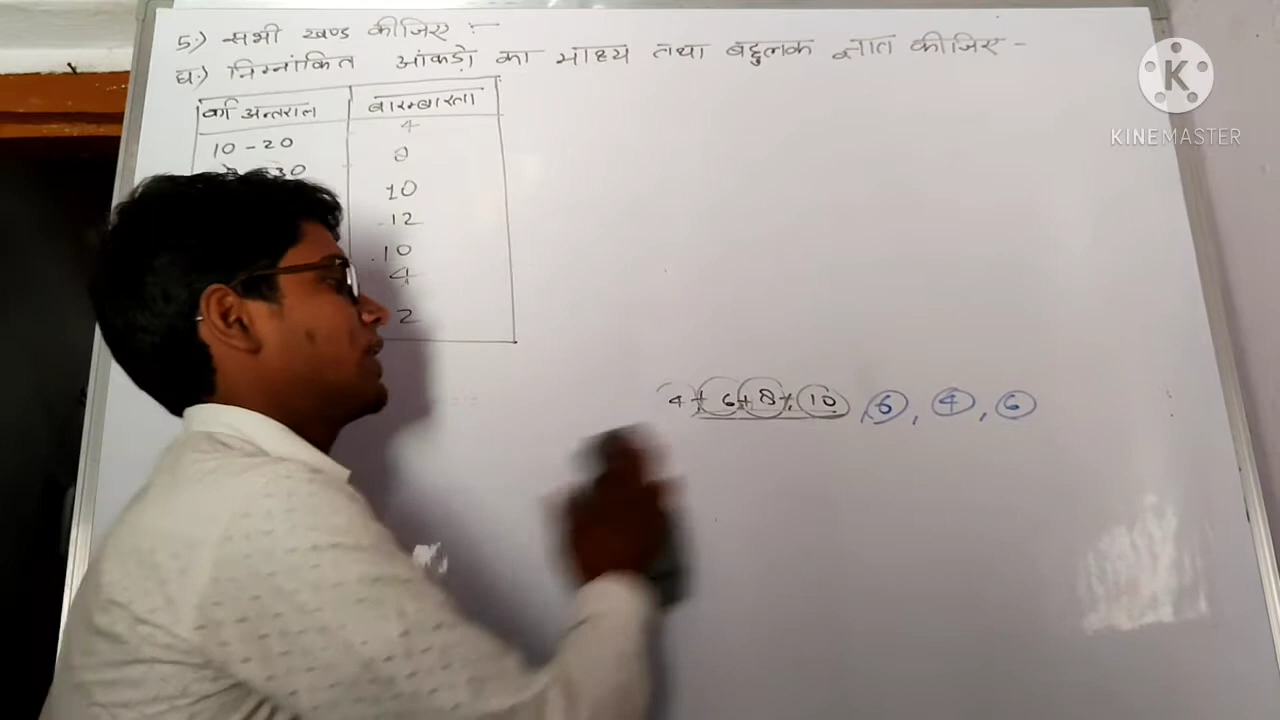 5.) सभी खण्ड कीजिए :-
घ.) निम्नांकित आंकड़ो का माध्य तथा बहुलक ज्ञात कीजिए -
वर्ग अन्तराल बारम्बारता
4
10-20
30
10
12
10
4
2
4+6+8+10, 6, 4, 6
KINEMASTER